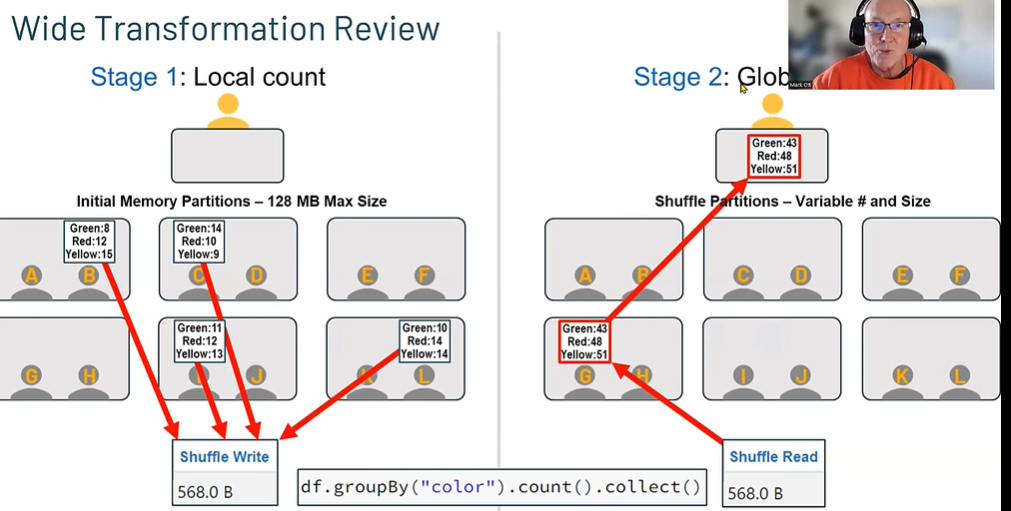 Wide Transformation Review
Stage 1: Local count
Initial Memory Partitions – 128 MB Max Size
Green:8
Red:12
Yellow:15
A
B
Green:14
Red:10
Yellow:9
C
D
E
F
G
H
Green:11
Red:12
Yellow:13
J
Green:10
Red:14
Yellow:14
K
L
Shuffle Write
568.0 B
df.groupBy("color").count().collect()
Stage 2: Glob
Mark Ott
Green:43
Red:48
Yellow:51
Shuffle Partitions – Variable # and Size
A
B
C
D
E
F
Green:43
Red:48
Yellow:51
G
H
I
J
K
L
Shuffle Read
568.0 B